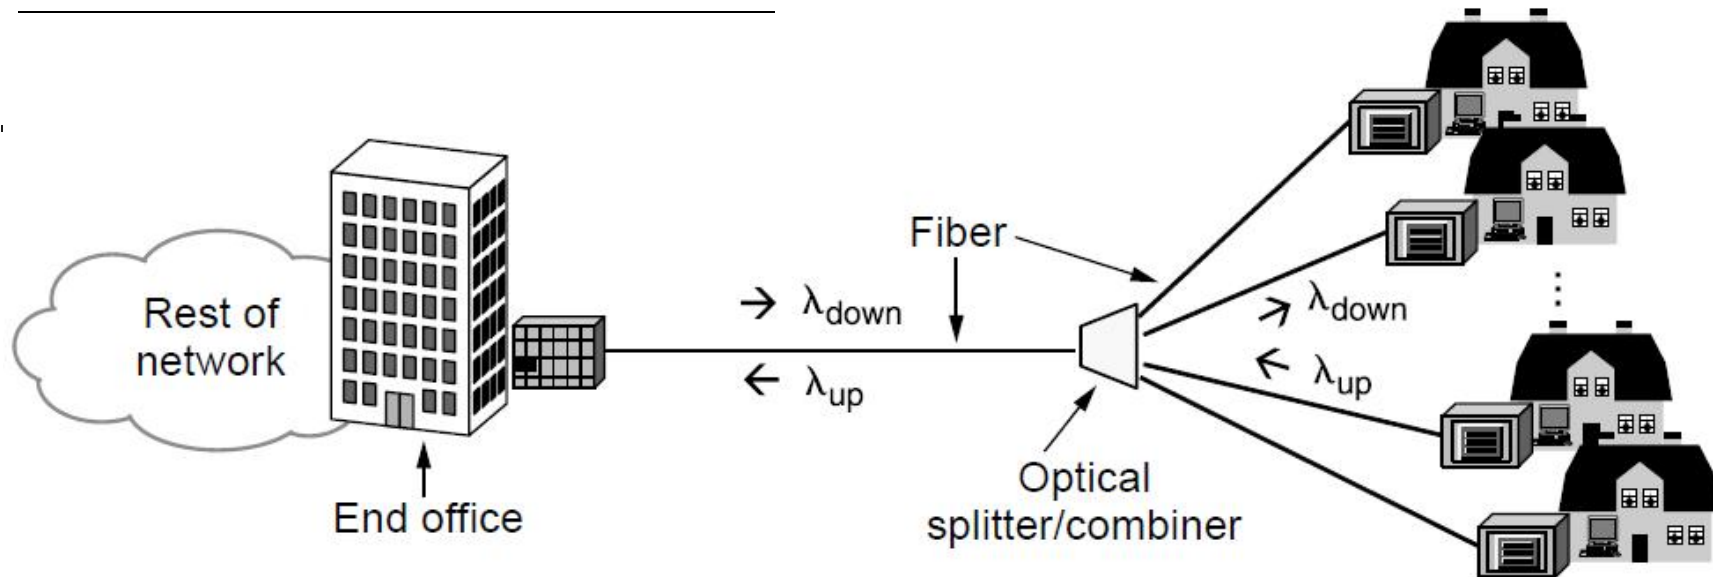 Rest of
network
End office
→ λdown
← λup
Fiber
Optical
splitter/combiner
→ λdown
← λup
⋮